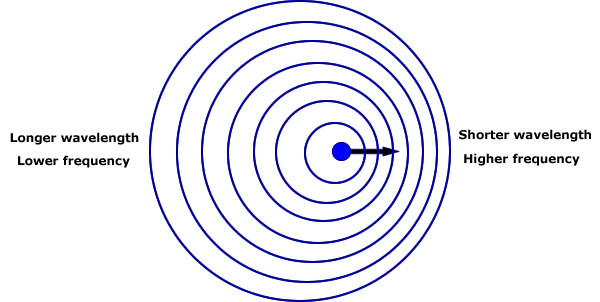 Longer wavelength
Lower frequency
Shorter wavelength
Higher frequency